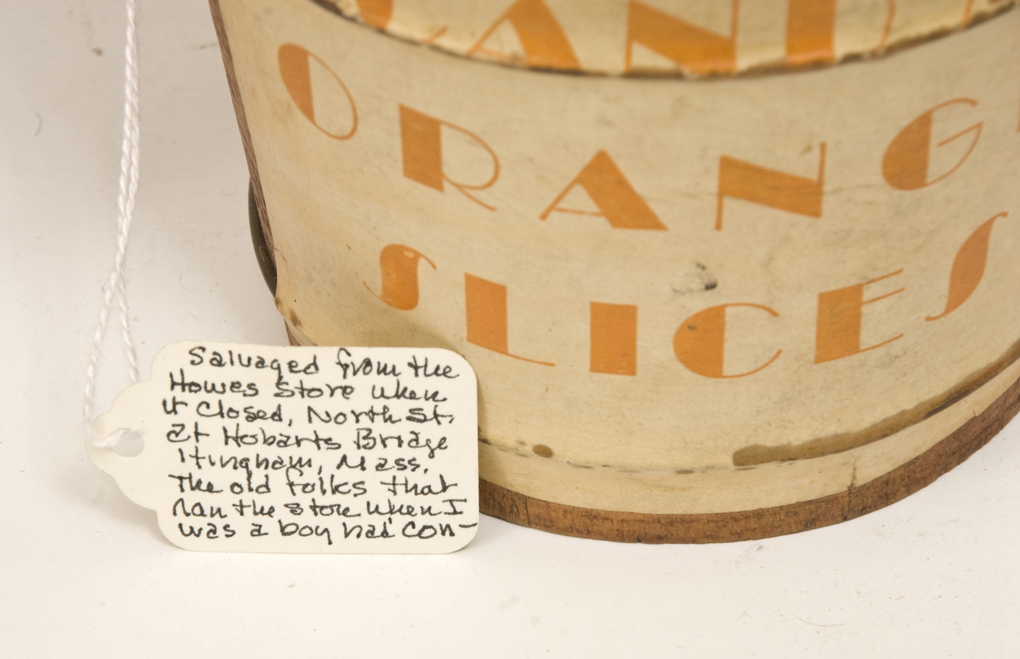 CAND
ORANG
SLICES
Salvaged from the
Howes Store when
it closed, North St.
at Hobarts Bridge
Hingham, Mass.
The old folks that
ran the store when I
was a boy had con-